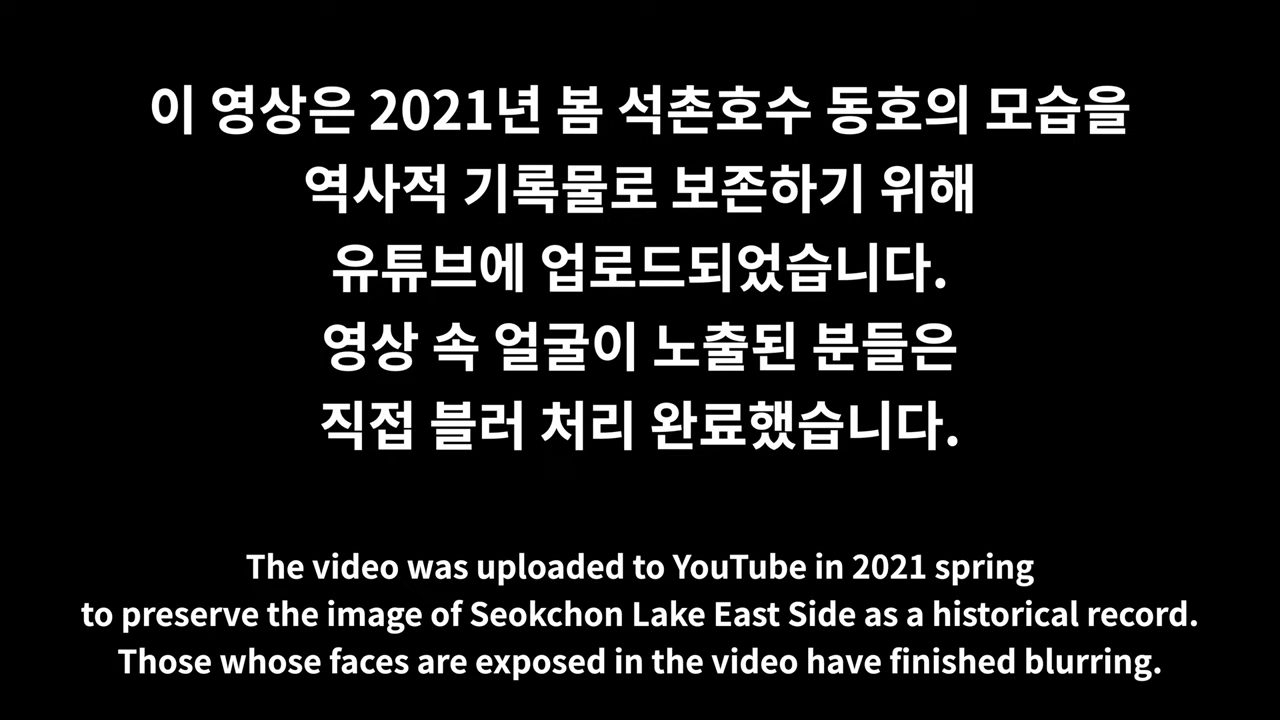 이 영상은 2021년 봄 석촌호수 동호의 모습을
역사적 기록물로 보존하기 위해
유튜브에 업로드되었습니다.
영상 속 얼굴이 노출된 분들은
직접 블러 처리 완료했습니다.
The video was uploaded to YouTube in 2021 spring
to preserve the image of Seokchon Lake East Side as a historical record.
Those whose faces are exposed in the video have finished blurring.